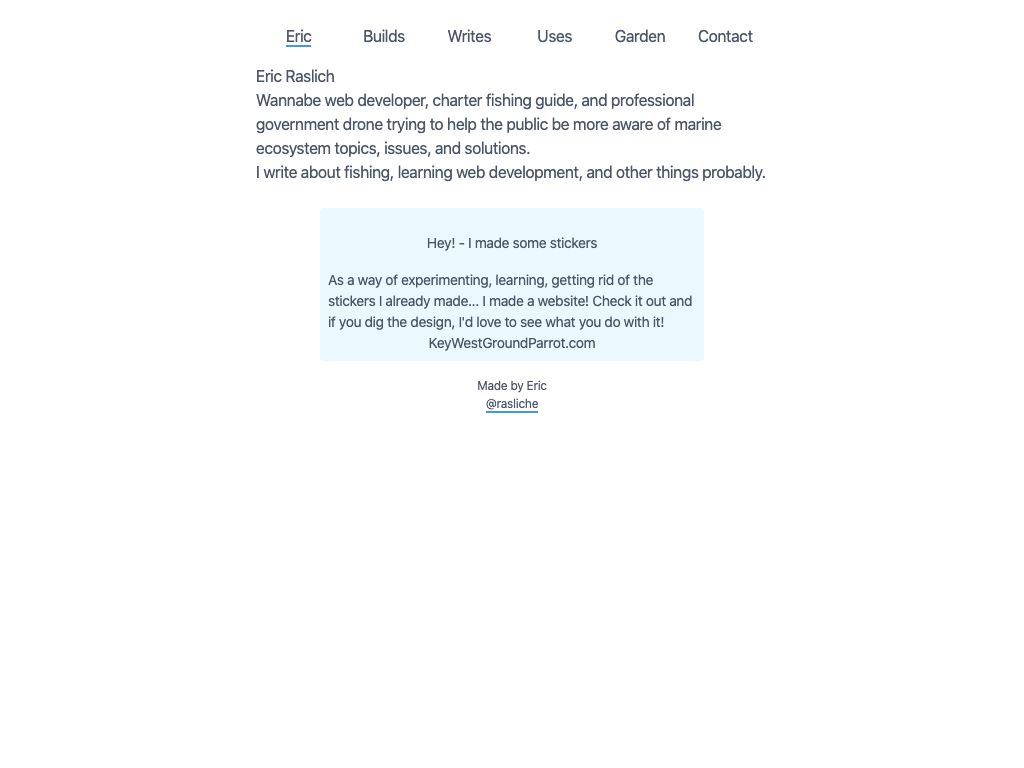 Eric Builds Writes Uses Garden Contact
Eric Raslich
Wannabe web developer, charter fishing guide, and professional
government drone trying to help the public be more aware of marine
ecosystem topics, issues, and solutions.
I write about fishing, learning web development, and other things probably.
Hey! - I made some stickers
As a way of experimenting, learning, getting rid of the
stickers I already made... I made a website! Check it out and
if you dig the design, I'd love to see what you do with it!
KeyWestGroundParrot.com
Made by Eric
@rasliche